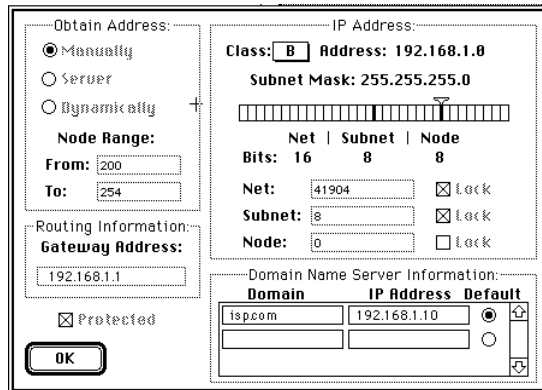 Obtain Address:
Manually
Server
Dynamically
Node Range:
From: 200
To: 254
Routing Information:
Gateway Address:
192.168.1.1
Protected
OK
IP Address:
Class: B Address: 192.168.1.0
Subnet Mask: 255.255.255.0
Net | Subnet | Node
Bits: 16 8 8
Net: 41904 Lock
Subnet: 8 Lock
Node: 0 Lock
Domain Name Server Information:
Domain IP Address Default
isp.com 192.168.1.10